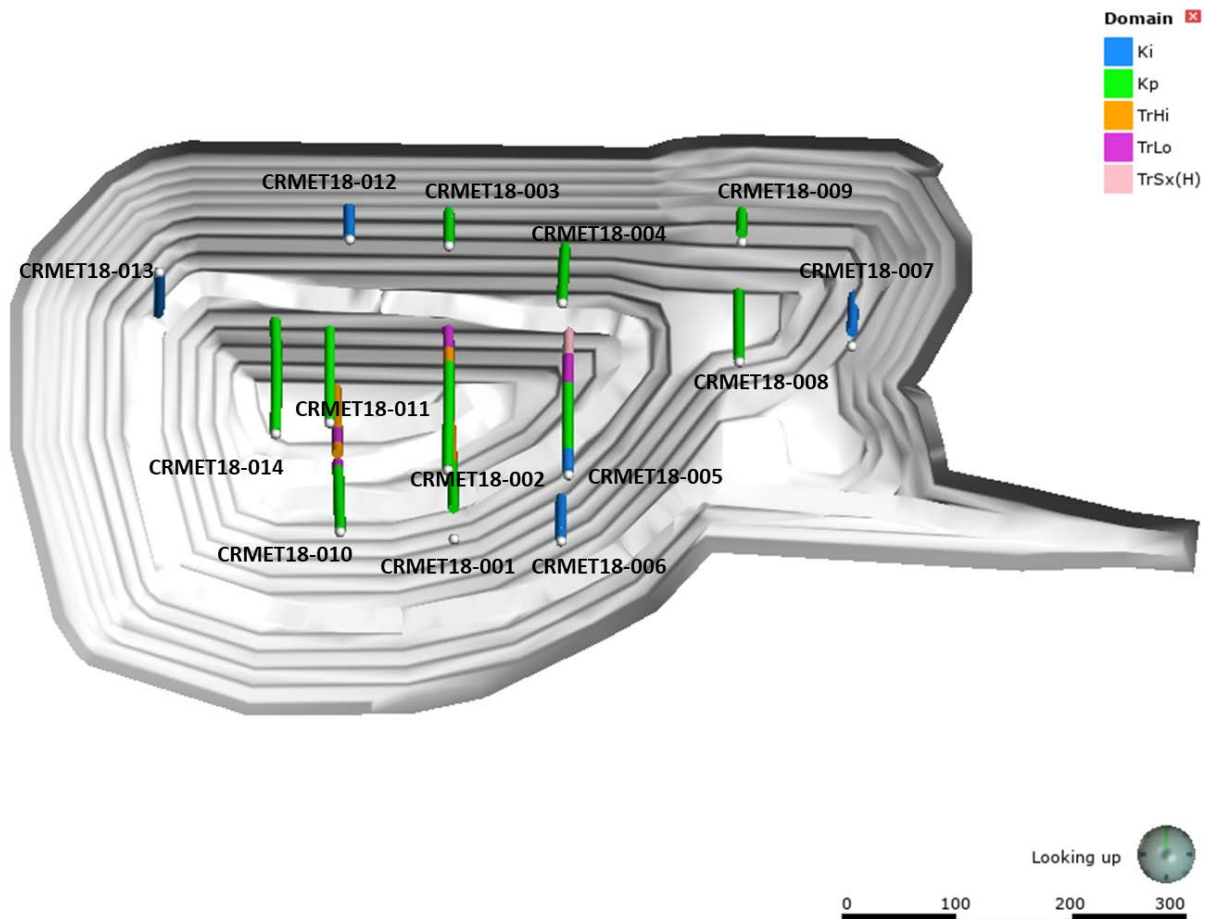 Domain
Ki
Kp
TrHi
TrLo
TrSx(H)
CRMET18-012
CRMET18-003
CRMET18-009
CRMET18-004
CRMET18-013
CRMET18-007
CRMET18-008
CRMET18-011
CRMET18-014
CRMET18-002
CRMET18-005
CRMET18-010
CRMET18-001
CRMET18-006
Looking up
0 100 200 300